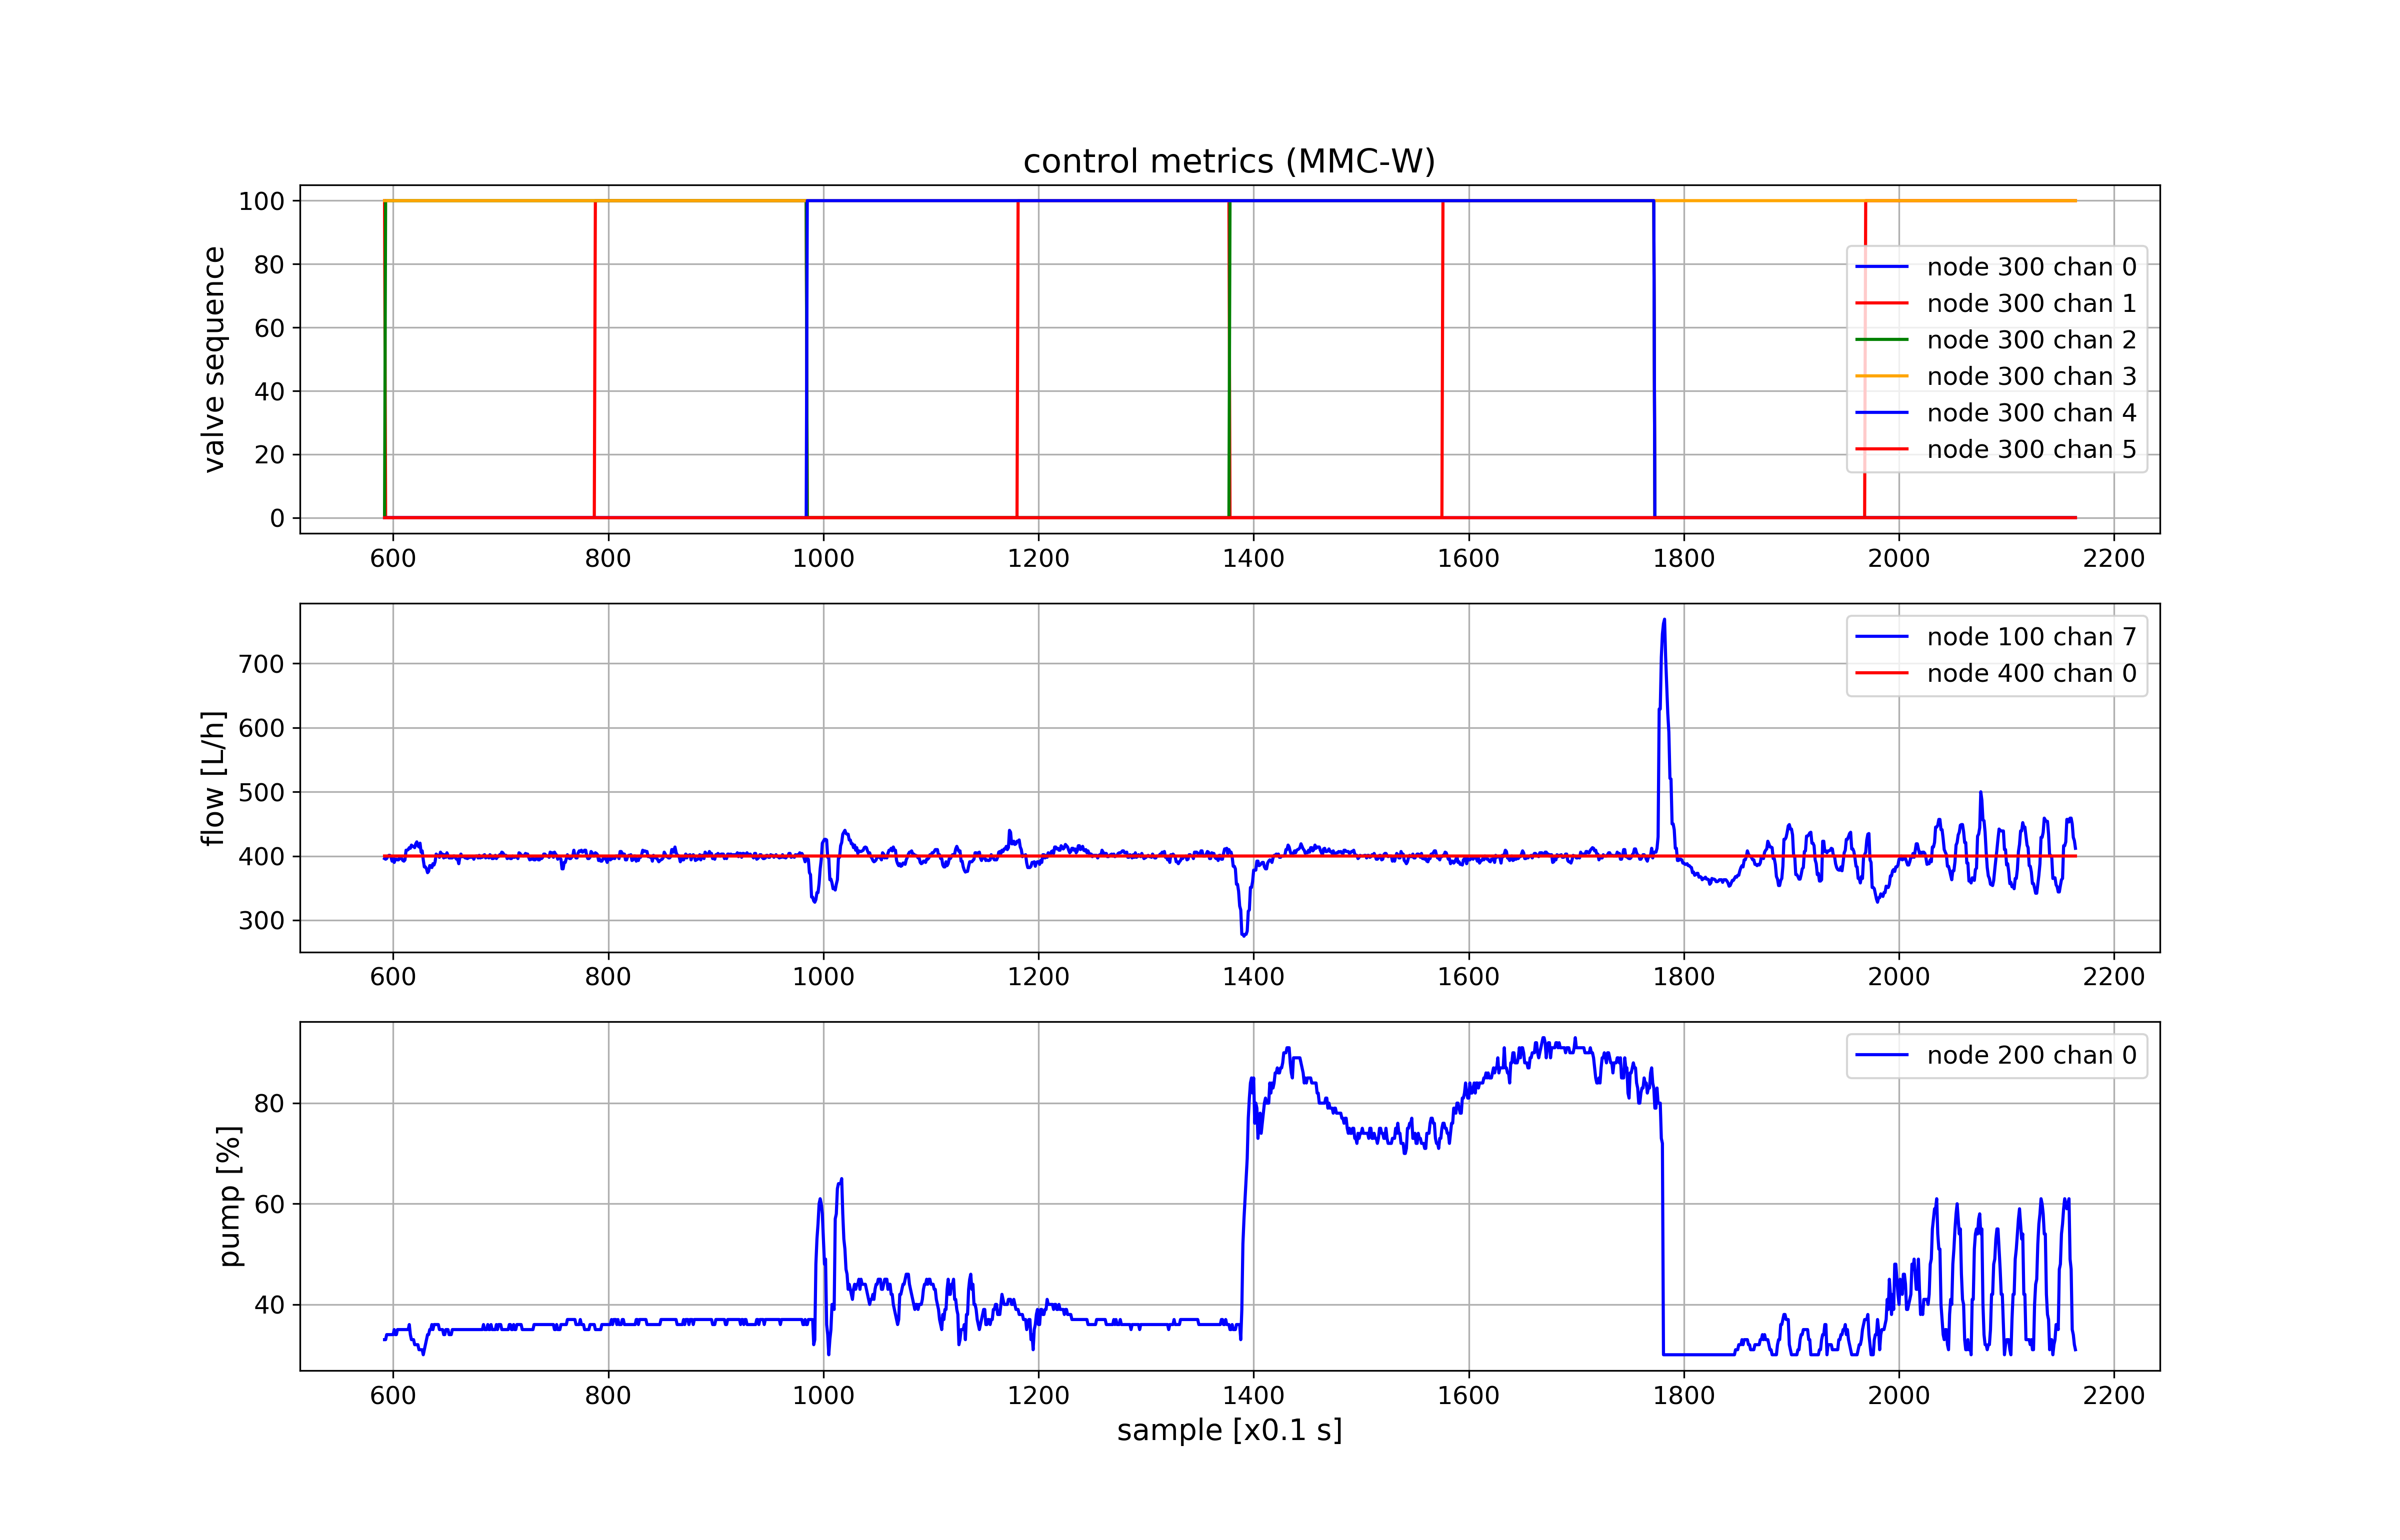 control metrics (MMC-W)
valve sequence
100
80
60
40
20
0
node 300 chan 0
node 300 chan 1
node 300 chan 2
node 300 chan 3
node 300 chan 4
node 300 chan 5
600 800 1000 1200 1400 1600 1800 2000 2200
flow [L/h]
700
600
500
400
300
node 100 chan 7
node 400 chan 0
600 800 1000 1200 1400 1600 1800 2000 2200
pump [%]
80
60
40
node 200 chan 0
600 800 1000 1200 1400 1600 1800 2000 2200
sample [x0.1 s]